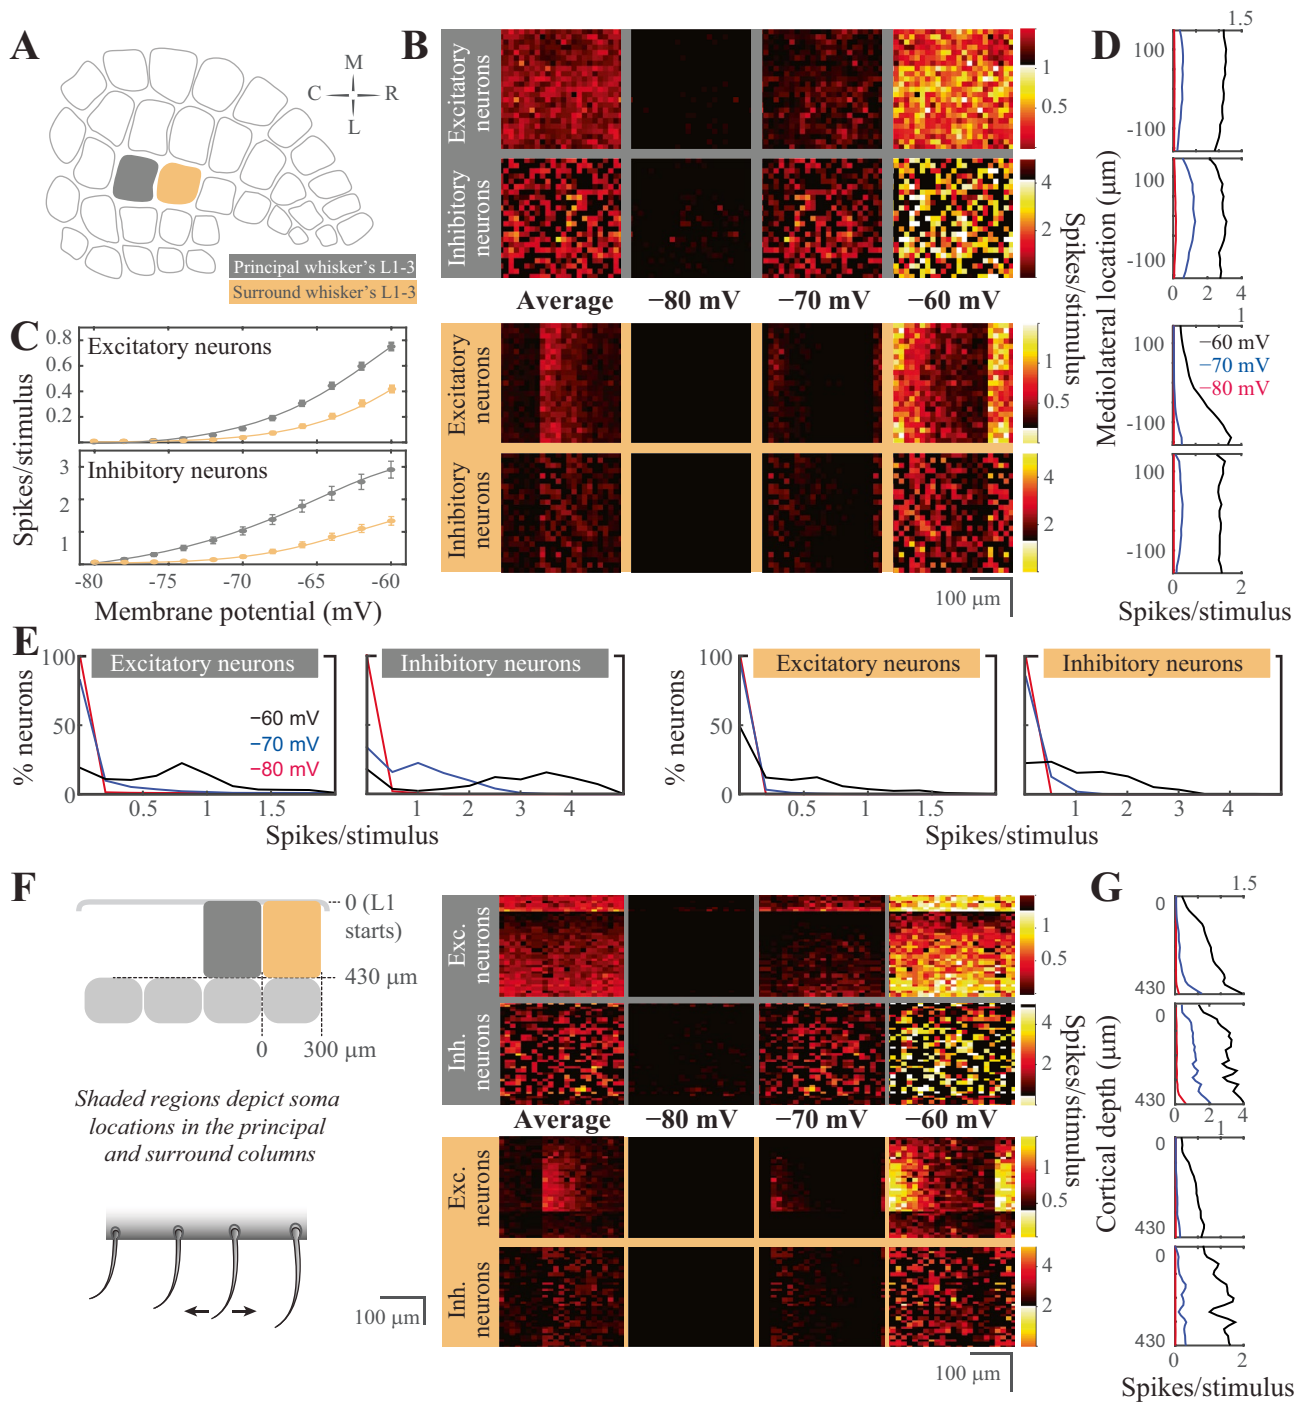 A
M
C
R
L
Principal whisker's L1-3
Surround whisker's L1-3
B
Excitatory
neurons
Inhibitory
neurons
1
0.5
4
2
Average
−80 mV
−70 mV
−60 mV
Excitatory
neurons
Inhibitory
neurons
1
0.5
4
2
Spikes/stimulus
100 µm
C
Excitatory neurons
0.8
0.6
0.4
0.2
Inhibitory neurons
3
2
1
Spikes/stimulus
-80
-75
-70
-65
-60
Membrane potential (mV)
D
1.5
100
-100
100
-100
0
2
4
1
100
-100
−60 mV
−70 mV
−80 mV
100
-100
0
2
Mediolateral location (µm)
Spikes/stimulus
E
% neurons
100
50
0
Excitatory neurons
−60 mV
−70 mV
−80 mV
0.5
1
1.5
Inhibitory neurons
1
2
3
4
Spikes/stimulus
% neurons
100
50
0
Excitatory neurons
0.5
1
1.5
Inhibitory neurons
1
2
3
4
Spikes/stimulus
F
0 (L1
starts)
430 µm
0
300 µm
Shaded regions depict soma
locations in the principal
and surround columns
100 µm
Exc.
neurons
Inh.
neurons
1
0.5
4
2
Average
−80 mV
−70 mV
−60 mV
Exc.
neurons
Inh.
neurons
1
0.5
4
2
Spikes/stimulus
100 µm
G
1.5
0
430
0
430
0
2
4
1
0
430
0
430
0
2
Cortical depth (µm)
Spikes/stimulus